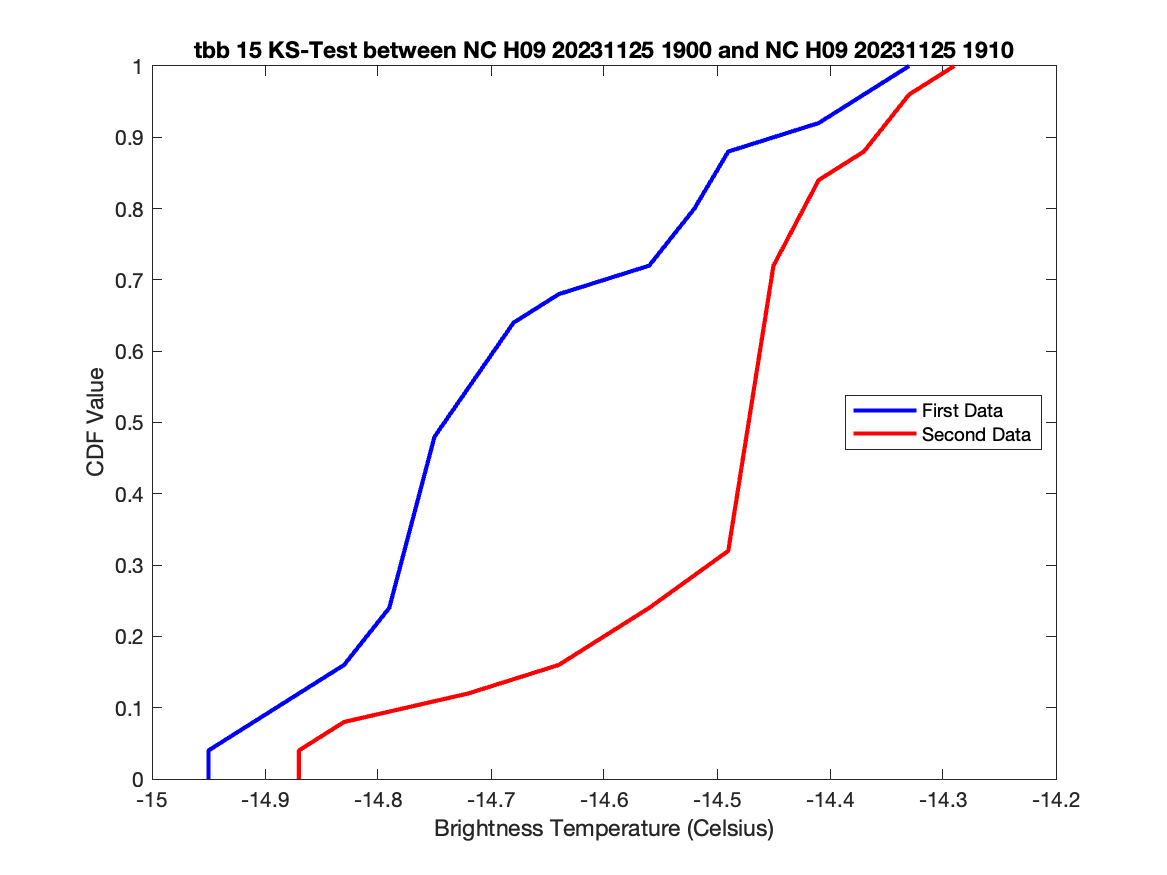 tbb 15 KS-Test between NC H09 20231125 1900 and NC H09 20231125 1910
1
0.9
0.8
0.7
0.6
0.5
0.4
0.3
0.2
0.1
0
CDF Value
First Data
Second Data
-15 -14.9 -14.8 -14.7 -14.6 -14.5 -14.4 -14.3 -14.2
Brightness Temperature (Celsius)